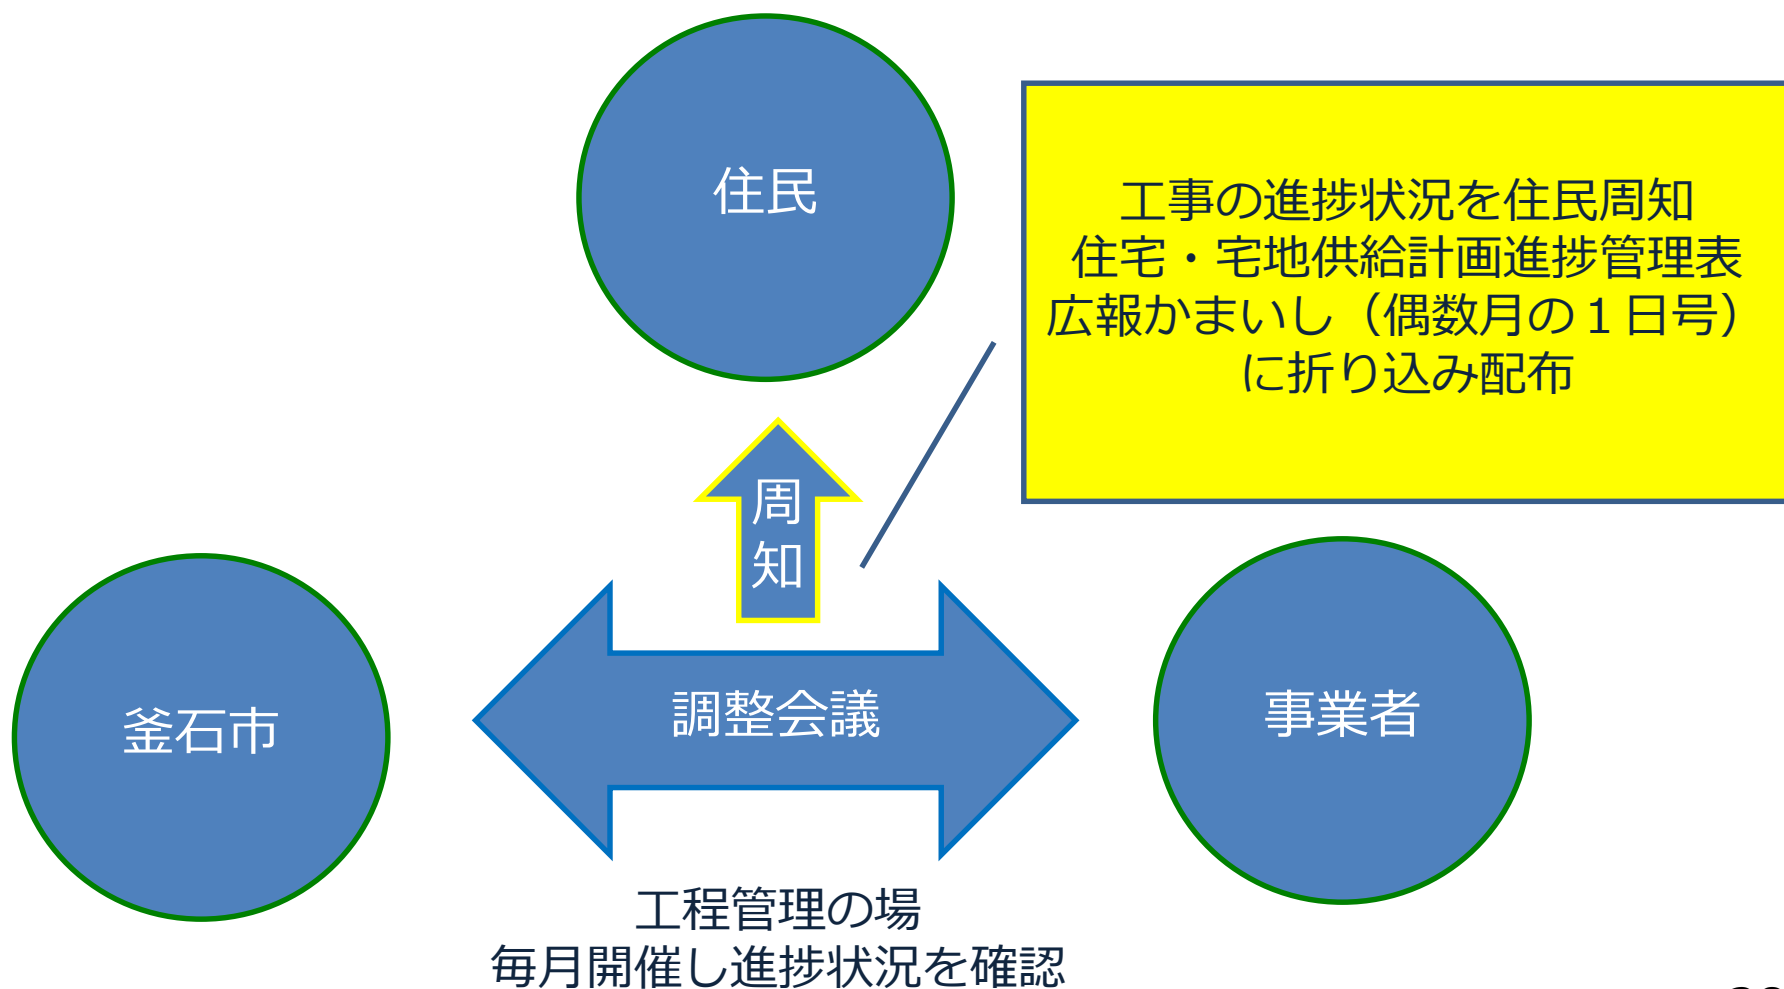 住民
工事の進捗状況を住民周知
住宅・宅地供給計画進捗管理表
広報かまいし（偶数月の１日号）
に折り込み配布
周
知
釜石市
調整会議
事業者
工程管理の場
毎月開催し進捗状況を確認